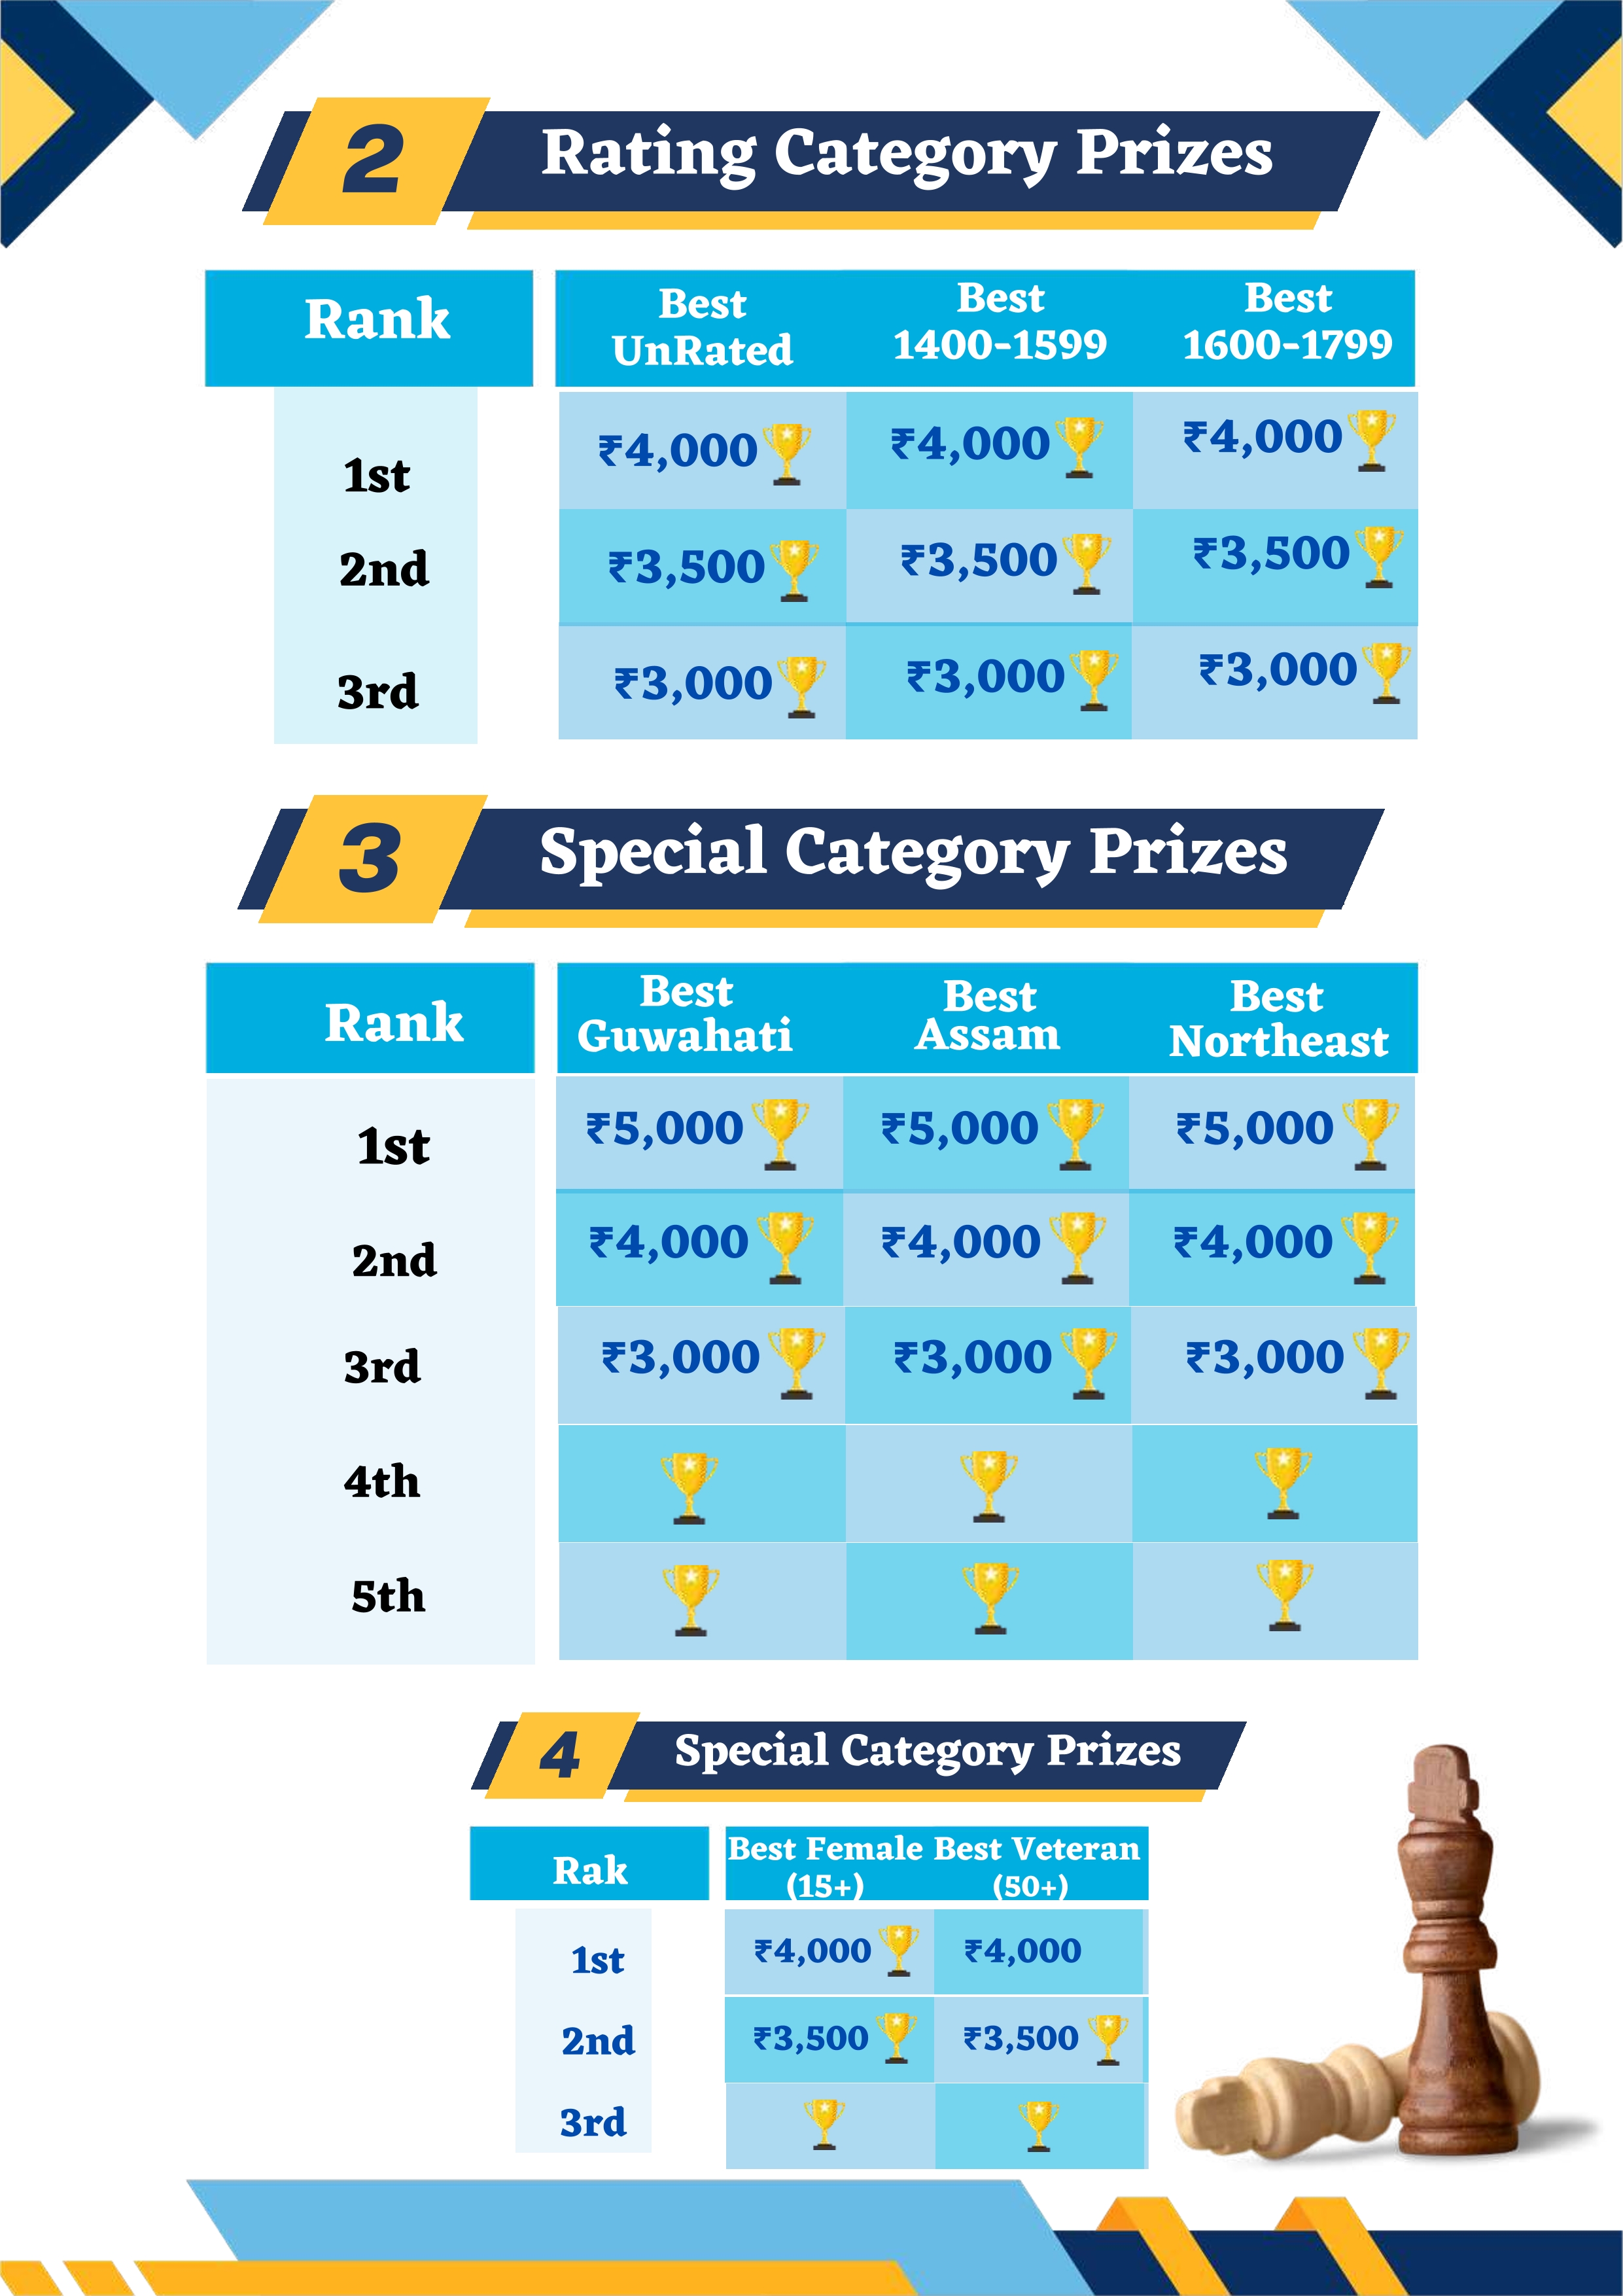 2
Rating Category Prizes
Rank
Best
UnRated
Best
1400-1599
Best
1600-1799
1st
₹4,000
₹4,000
₹4,000
2nd
₹3,500
₹3,500
₹3,500
3rd
₹3,000
₹3,000
₹3,000
3
Special Category Prizes
Rank
Best
Guwahati
Best
Assam
Best
Northeast
1st
₹5,000
₹5,000
₹5,000
2nd
₹4,000
₹4,000
₹4,000
3rd
₹3,000
₹3,000
₹3,000
4th
5th
4
Special Category Prizes
Rak
Best Female
(15+)
Best Veteran
(50+)
1st
₹4,000
₹4,000
2nd
₹3,500
₹3,500
3rd